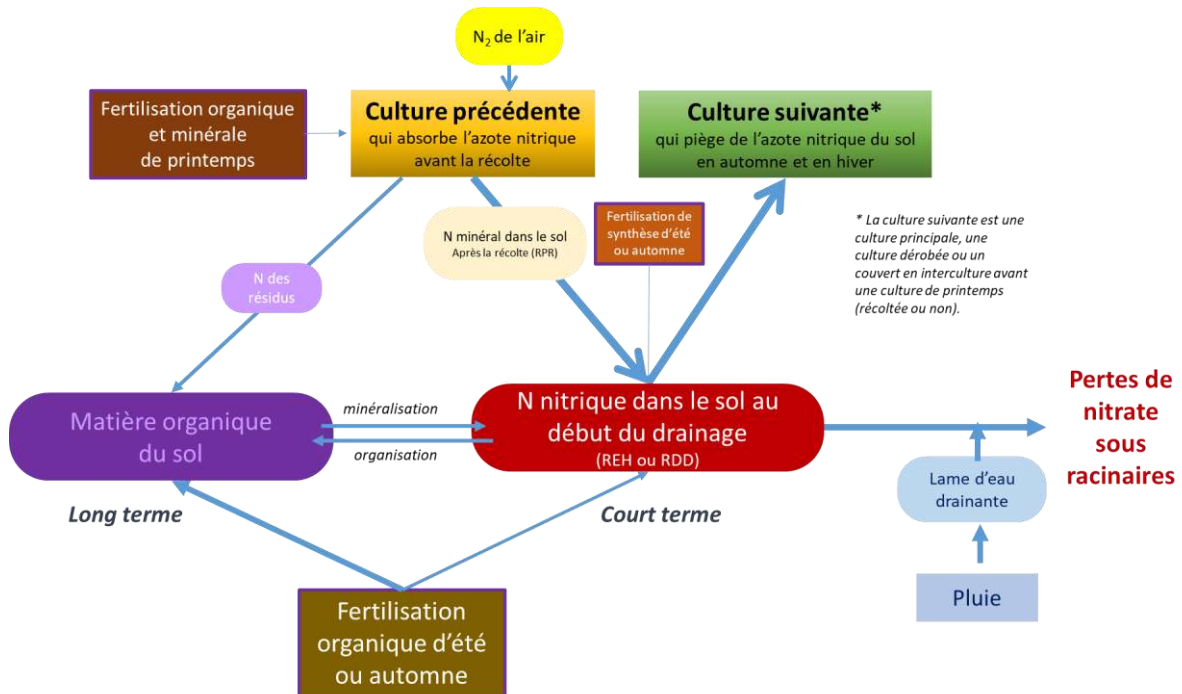 N2 de l'air
Fertilisation organique
et minérale
de printemps
Culture précédente
qui absorbe l'azote nitrique
avant la récolte
Culture suivante*
qui piège de l'azote nitrique du sol
en automne et en hiver
N minéral dans le sol
Après la récolte (RPR)
Fertilisation de
synthèse d'été
ou automne
* La culture suivante est une
culture principale, une
culture dérobée ou un
couvert en interculture avant
une culture de printemps
(récoltée ou non).
N des
résidus
Matière organique
du sol
minéralisation
organisation
N nitrique dans le sol au
début du drainage
(REH ou RDD)
Pertes de
nitrate
sous
racinaires
Lame d'eau
drainante
Long terme
Court terme
Pluie
Fertilisation
organique d'été
ou automne